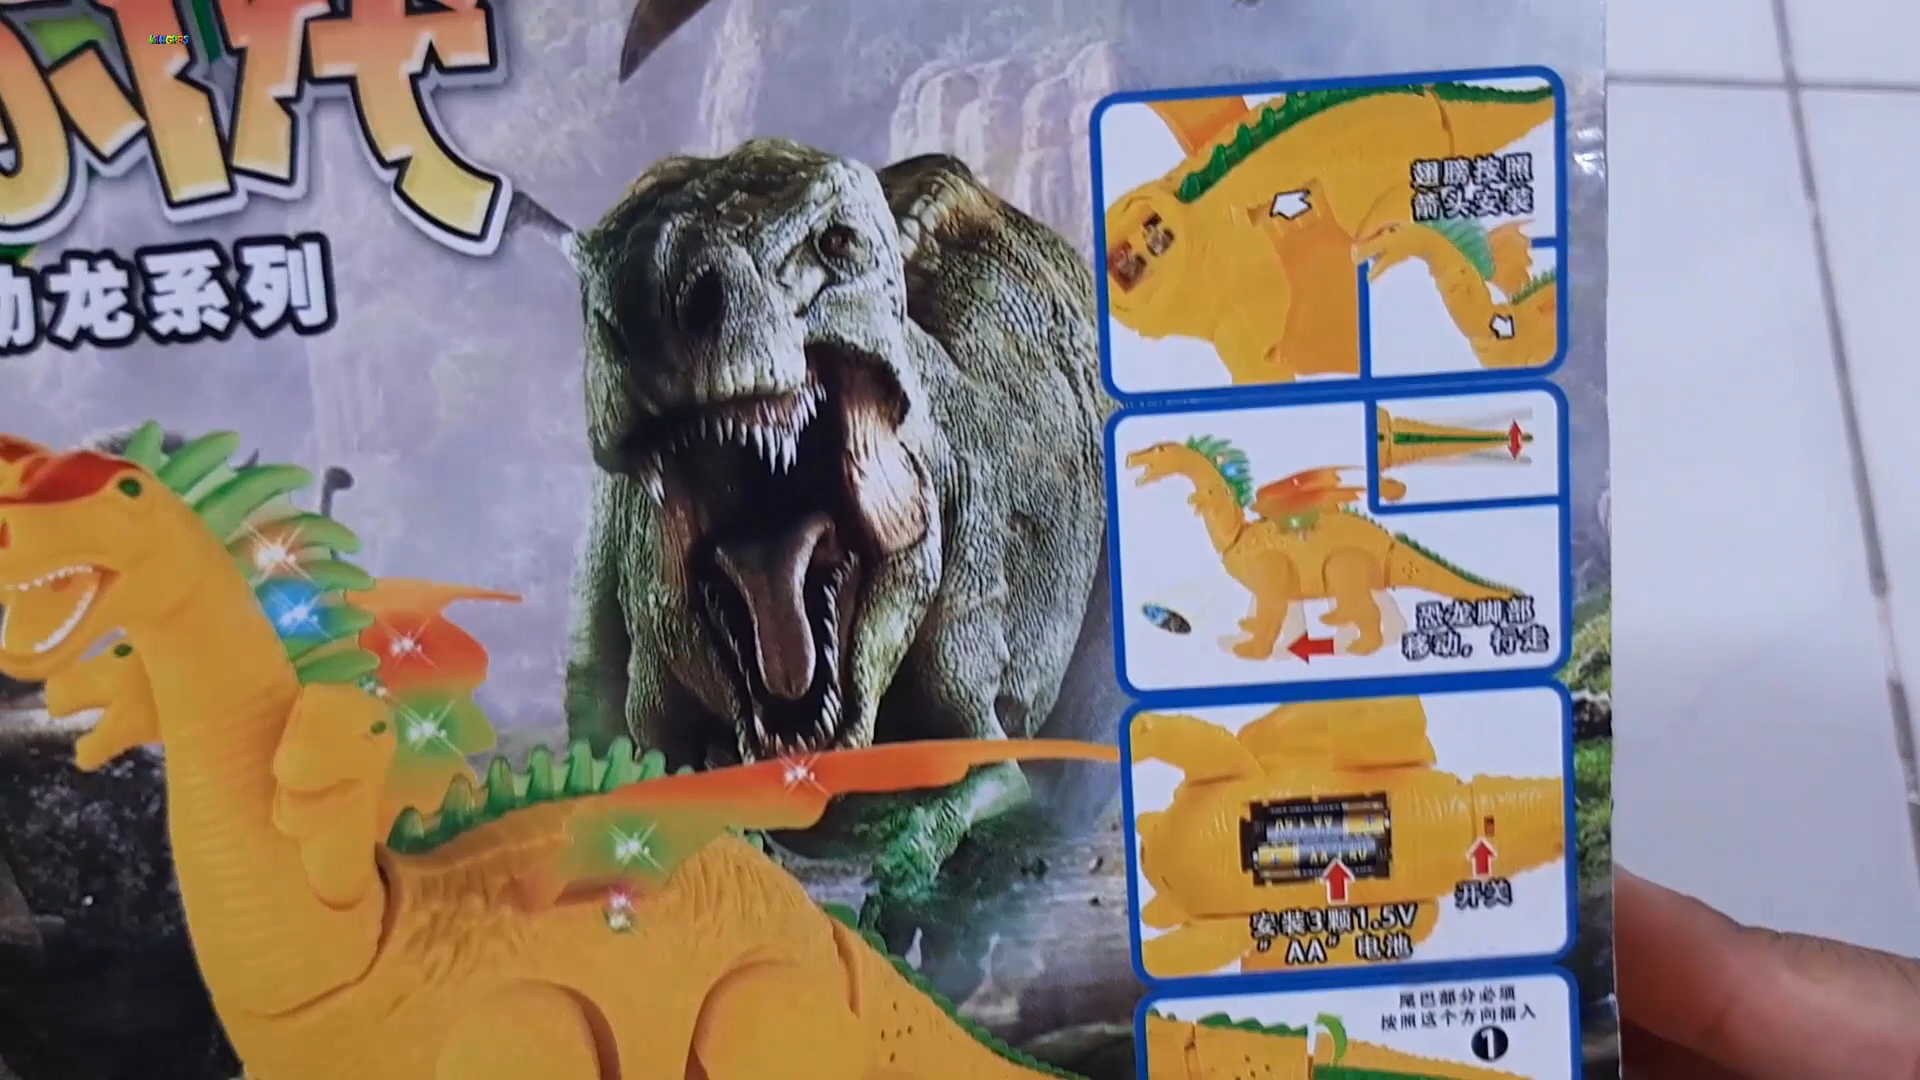 动龙系列
翅膀按照
箭头安装
恐龙脚部
移动，行走
开关
安装3颗1.5V
"AA" 电池
尾巴部分必须
按照这个方向插入
1